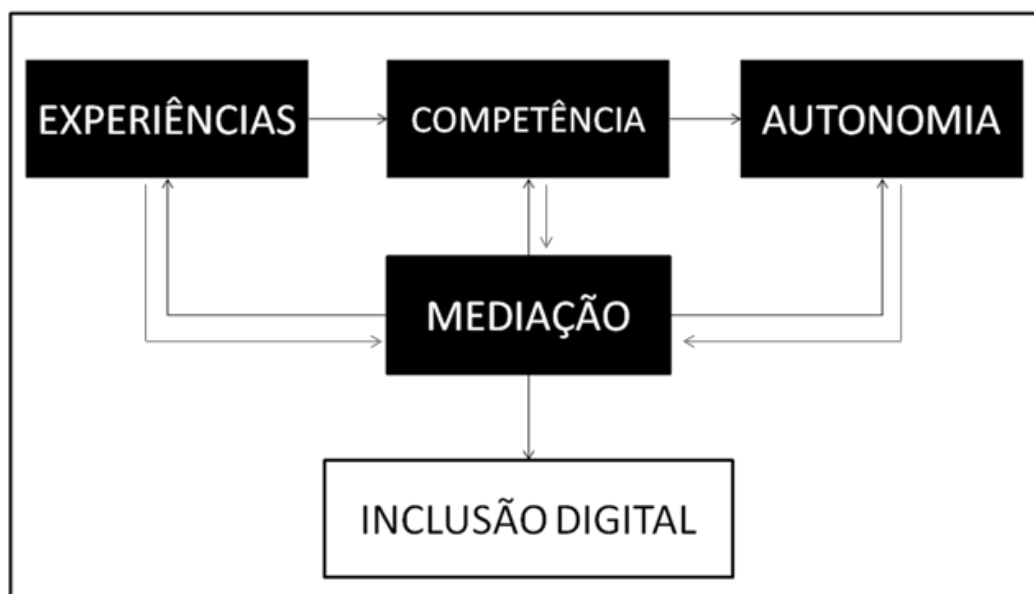 EXPERIÊNCIAS
COMPETÊNCIA
AUTONOMIA
MEDIAÇÃO
INCLUSÃO DIGITAL